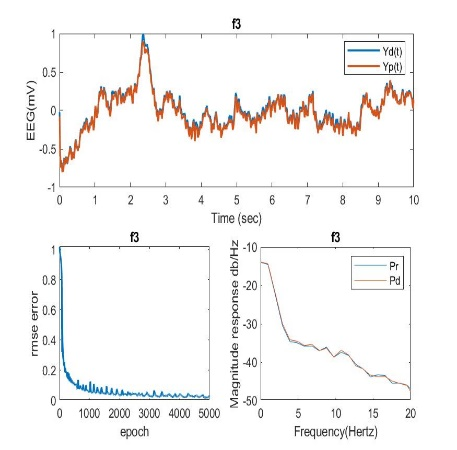 f3
Yd(t)
Yp(t)
EEG(mV)
1
0.5
0
-0.5
-1
0 1 2 3 4 5 6 7 8 9 10
Time (sec)
f3
rmse error
1
0.8
0.6
0.4
0.2
0
0 1000 2000 3000 4000 5000
epoch
f3
Pr
Pd
Magnitude response db/Hz
-10
-20
-30
-40
-50
0 5 10 15 20
Frequency(Hertz)